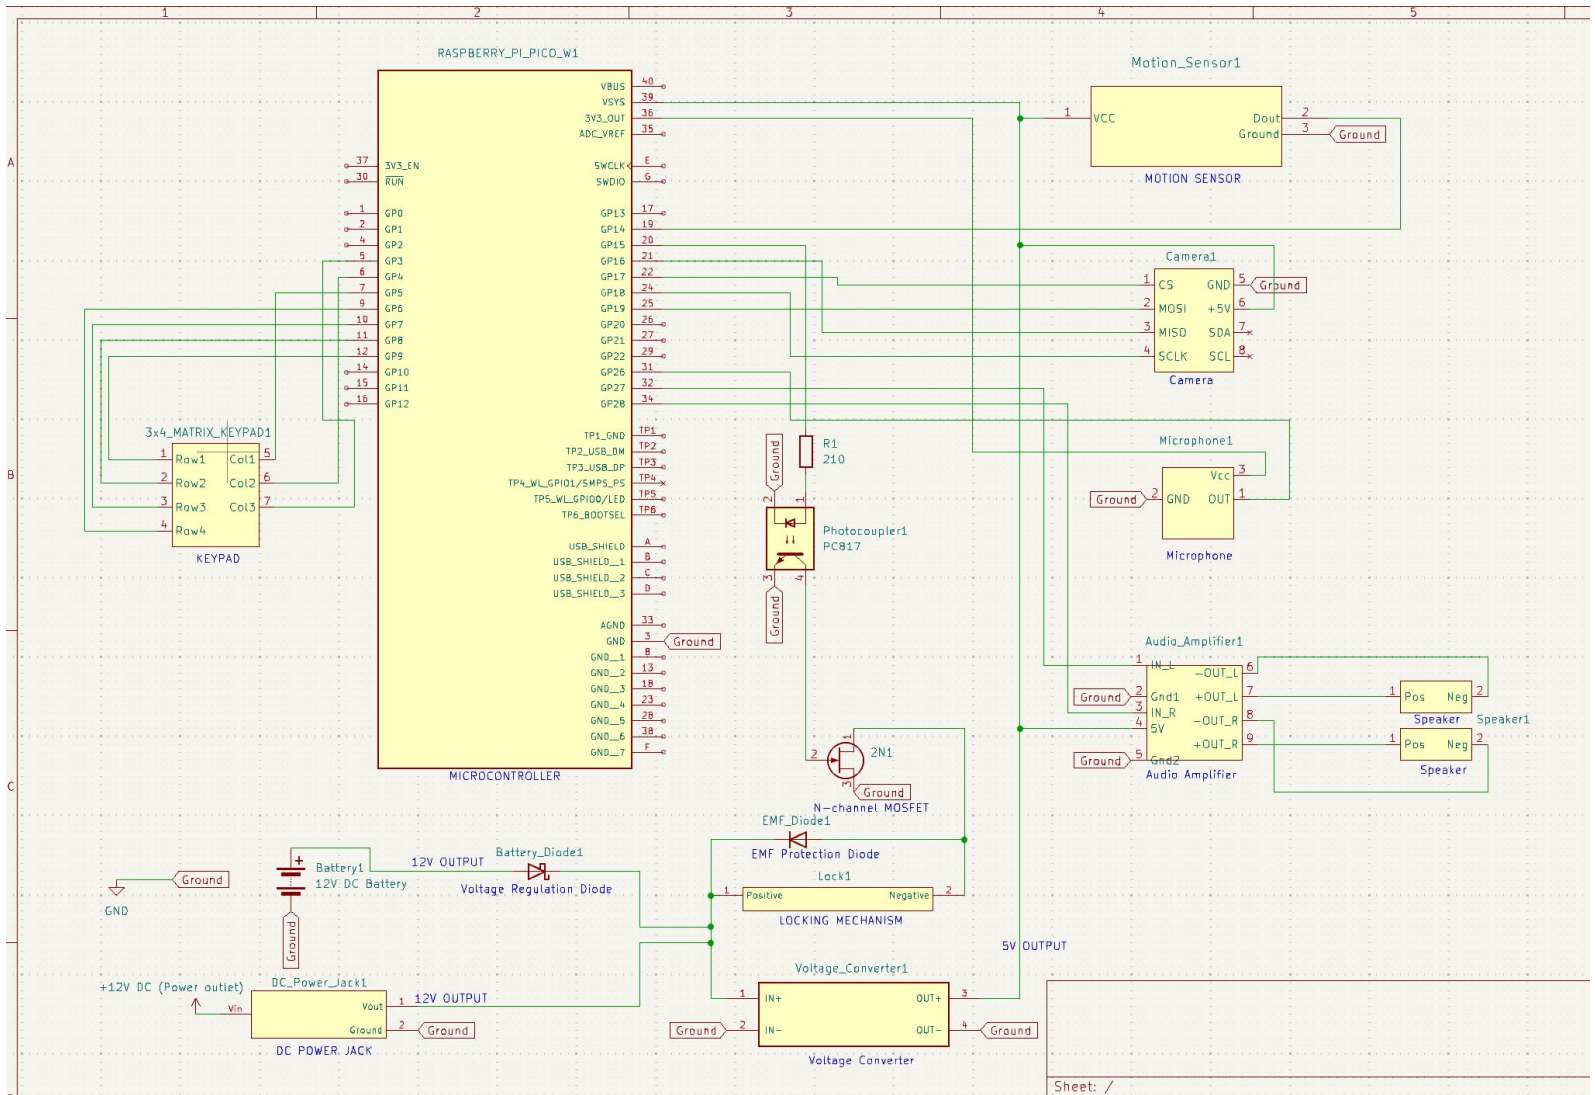 1 2 3 4 5
A
B
C
RASPBERRY_PI_PICO_W1
VBUS 40
VSYS 39
3V3_OUT 36
ADC_VREF 35
37 3V3_EN
SWCLK E
30 RUN
SWDIO G
1 GP0
GP13 17
2 GP1
GP14 19
4 GP2
GP15 20
5 GP3
GP16 21
6 GP4
GP17 22
7 GP5
GP18 24
9 GP6
GP19 25
10 GP7
GP20 26
11 GP8
GP21 27
12 GP9
GP22 29
14 GP10
GP26 31
15 GP11
GP27 32
16 GP12
GP28 34
TP1_GND TP1
TP2_USB_DM TP2
TP3_USB_DP TP3
TP4_WL_GPIO1/SMPS_PS TP4
TP5_WL_GPIO0/LED TP5
TP6_BOOTSEL TP6
USB_SHIELD A
USB_SHIELD__1 B
USB_SHIELD__2 C
USB_SHIELD__3 D
AGND 33
GND 3 Ground
GND__1 8
GND__2 13
GND__3 18
GND__4 23
GND__5 28
GND__6 38
GND__7 F
MICROCONTROLLER
3x4_MATRIX_KEYPAD1
1 Row1 Col1 5
2 Row2 Col2 6
3 Row3 Col3 7
4 Row4
KEYPAD
Motion_Sensor1
1 VCC Dout 2
Ground 3 Ground
MOTION SENSOR
Camera1
1 CS GND 5 Ground
2 MOSI +5V 6
3 MISO SDA 7
4 SCLK SCL 8
Camera
Microphone1
Vcc 3
Ground 2 GND OUT 1
Microphone
R1
210
Ground
2 1
Photocoupler1
PC817
3 4
Ground
Audio_Amplifier1
1 IN_L -OUT_L 6
Ground 2 Gnd1 +OUT_L 7
3 IN_R -OUT_R 8
4 5V +OUT_R 9
Ground 5 Gnd2
Audio Amplifier
1 Pos Neg 2
Speaker Speaker1
1 Pos Neg 2
Speaker
1
2 2N1
3 Ground
N-channel MOSFET
EMF_Diode1
EMF Protection Diode
Lock1
1 Positive Negative 2
LOCKING MECHANISM
Battery1
12V DC Battery
Ground
12V OUTPUT
Battery_Diode1
Voltage Regulation Diode
Ground
GND
+12V DC (Power outlet)
DC_Power_Jack1
Vin Vout 1 12V OUTPUT
Ground 2 Ground
DC POWER JACK
5V OUTPUT
Voltage_Converter1
1 IN+ OUT+ 3
Ground 2 IN- OUT- 4 Ground
Voltage Converter
Sheet: /